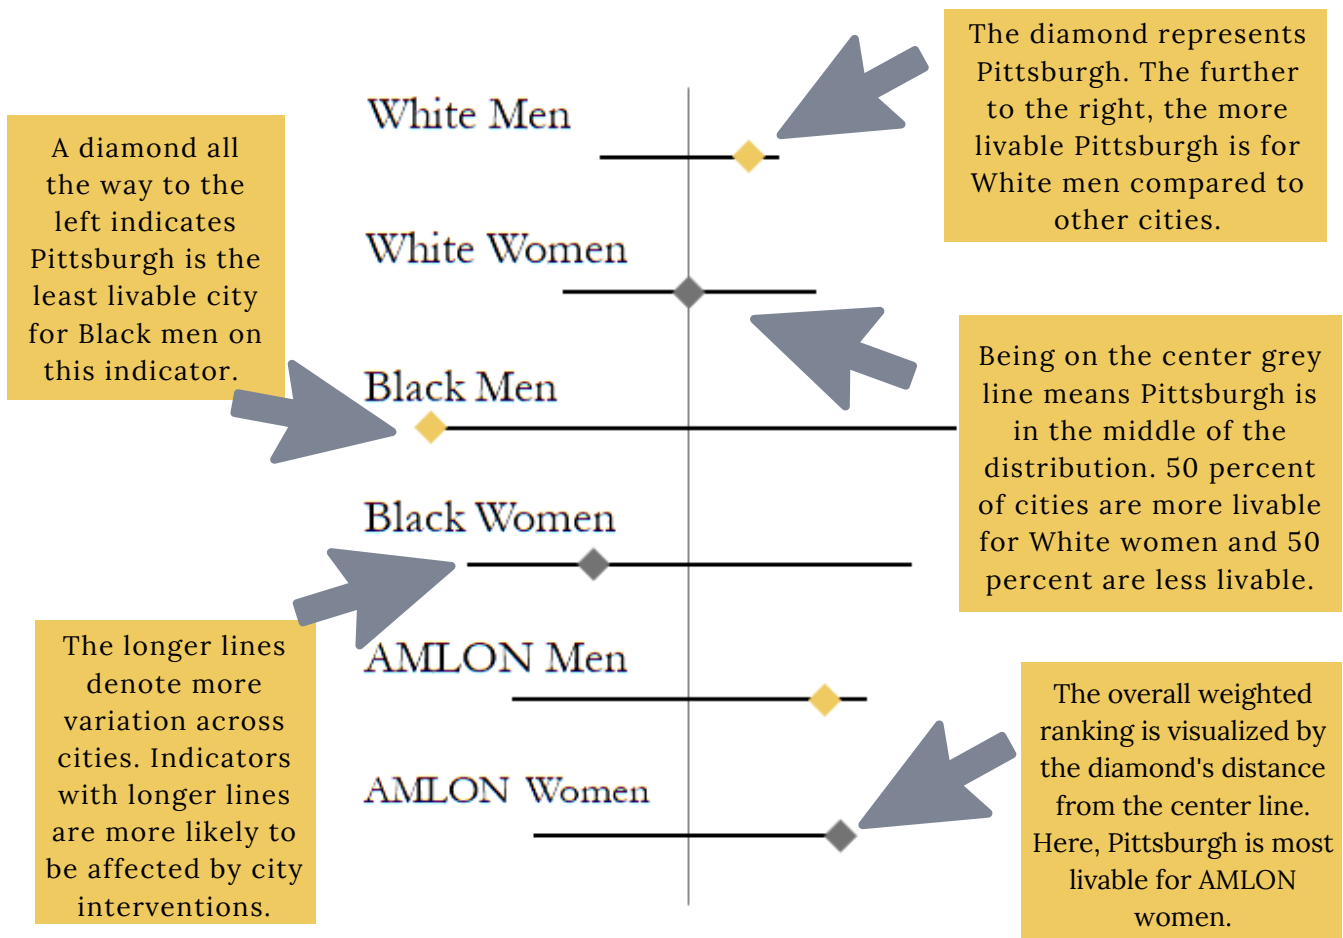 The diamond represents
Pittsburgh. The further
to the right, the more
livable Pittsburgh is for
White men compared to
other cities.
White Men
A diamond all
the way to the
left indicates
Pittsburgh is the
least livable city
for Black men on
this indicator.
White Women
Being on the center grey
line means Pittsburgh is
in the middle of the
distribution. 50 percent
of cities are more livable
for White women and 50
percent are less livable.
Black Men
Black Women
The longer lines
denote more
variation across
cities. Indicators
with longer lines
are more likely to
be affected by city
interventions.
AMLON Men
The overall weighted
ranking is visualized by
the diamond's distance
from the center line.
Here, Pittsburgh is most
livable for AMLON
women.
AMLON Women